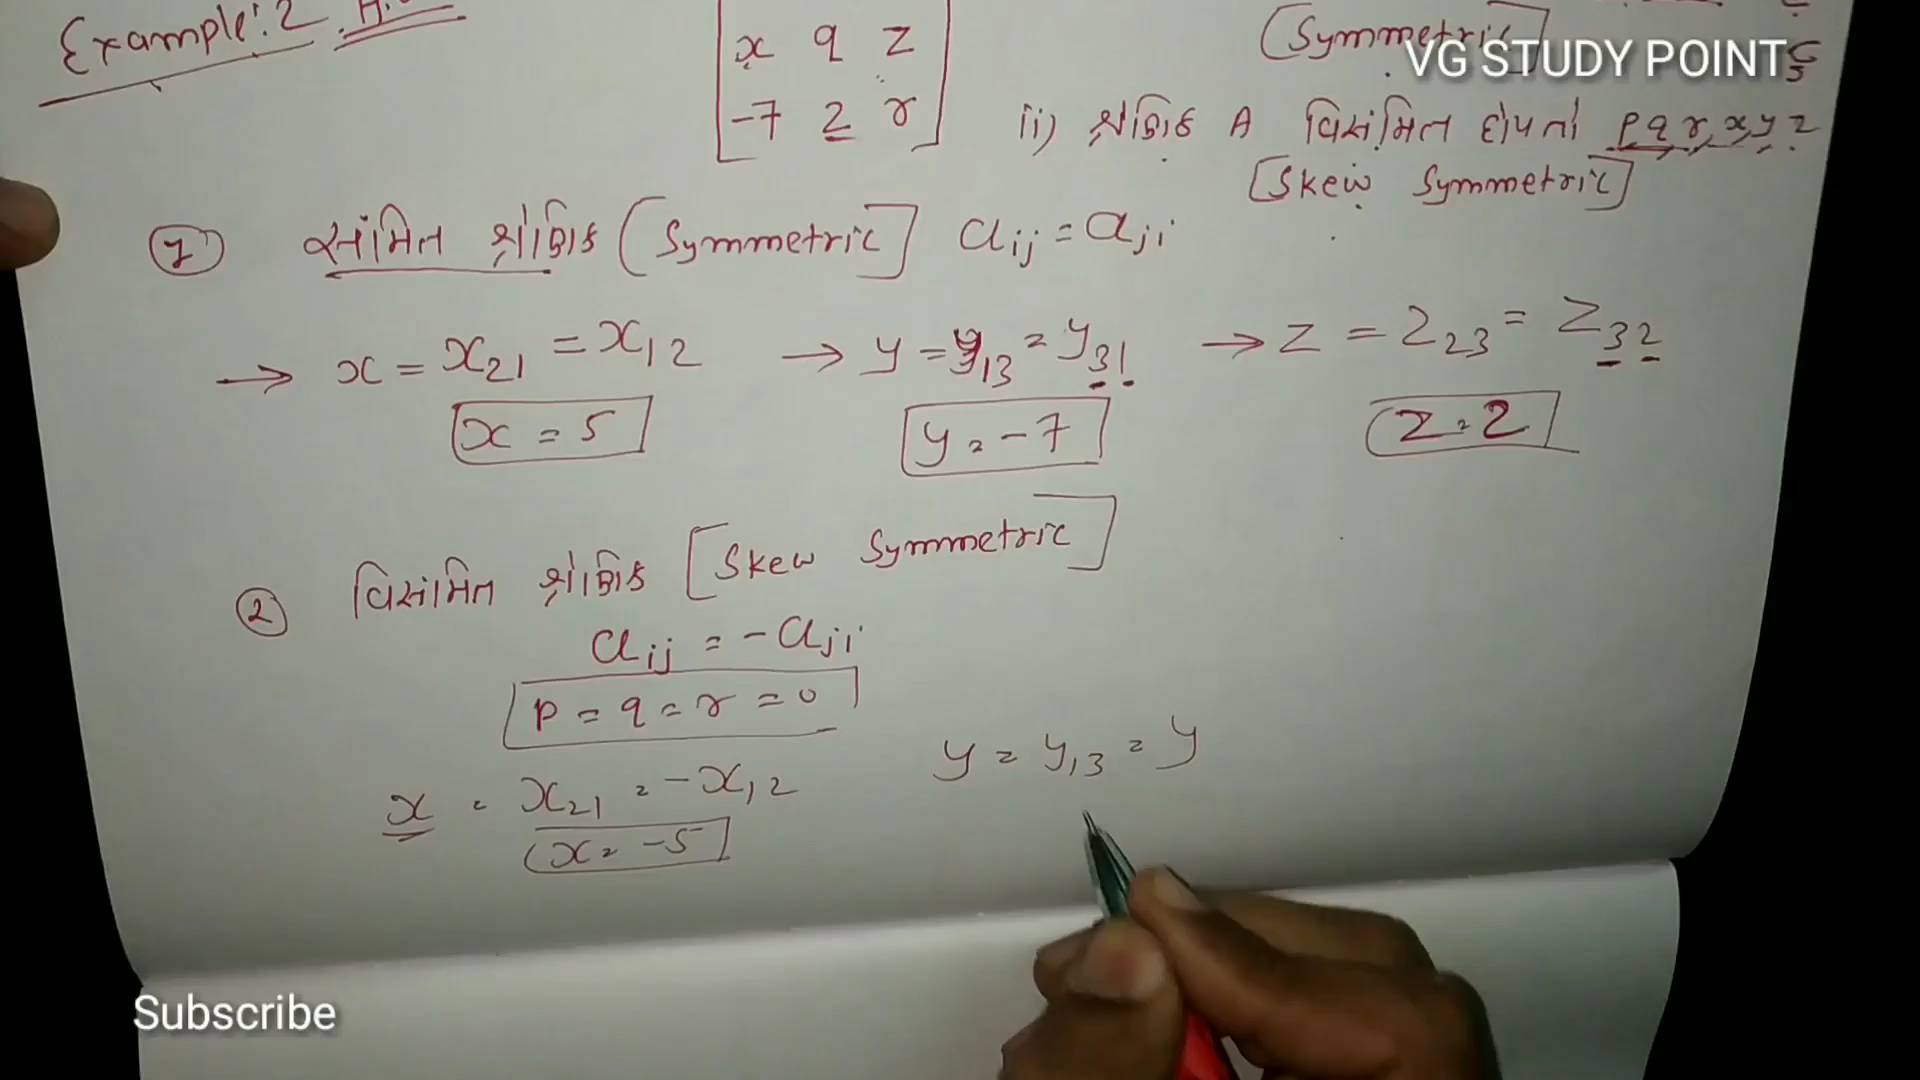 Example: 2
x q z
-7 2 r
[Symmetric]
VG STUDY POINT
ii) શ્રેણિક A વિસંમિત હોય તો p q r, x, y z
[Skew Symmetric]
1 સંમિત શ્રેણિક [Symmetric] aij = aji
→ x = x21 = x12 → y = y13 = y31 → z = z23 = z32
x = 5 y = -7 z = 2
2 વિસંમિત શ્રેણિક [Skew Symmetric]
aij = -aji
p = q = r = 0
x = x21 = -x12 y = y13 = y
x = -5
Subscribe